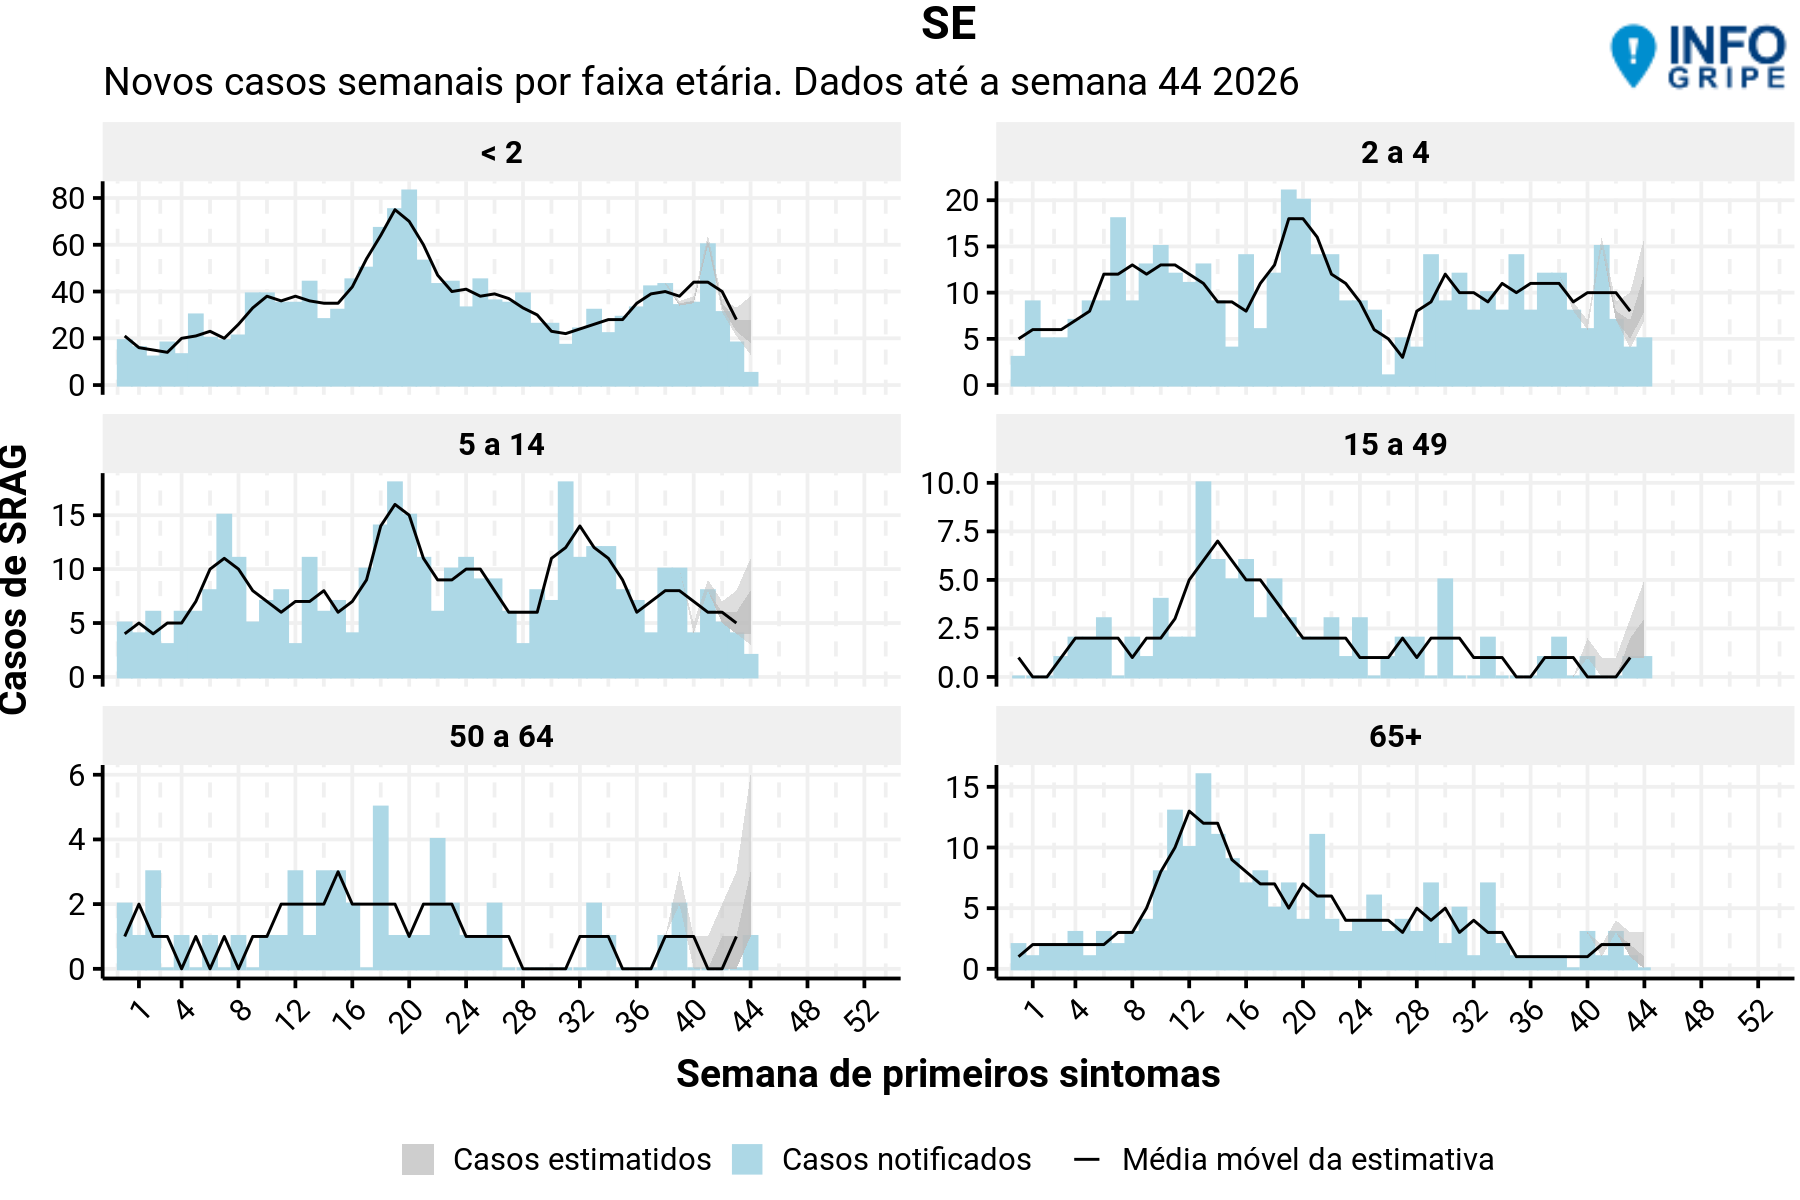 SE
INFO
GRIPE
Novos casos semanais por faixa etária. Dados até a semana 44 2026
< 2
2 a 4
80
60
40
20
0
20
15
10
5
0
5 a 14
15 a 49
15
10
5
0
10.0
7.5
5.0
2.5
0.0
50 a 64
65+
6
4
2
0
15
10
5
0
Casos de SRAG
1 4 8 12 16 20 24 28 32 36 40 44 48 52
1 4 8 12 16 20 24 28 32 36 40 44 48 52
Semana de primeiros sintomas
Casos estimatidos Casos notificados Média móvel da estimativa